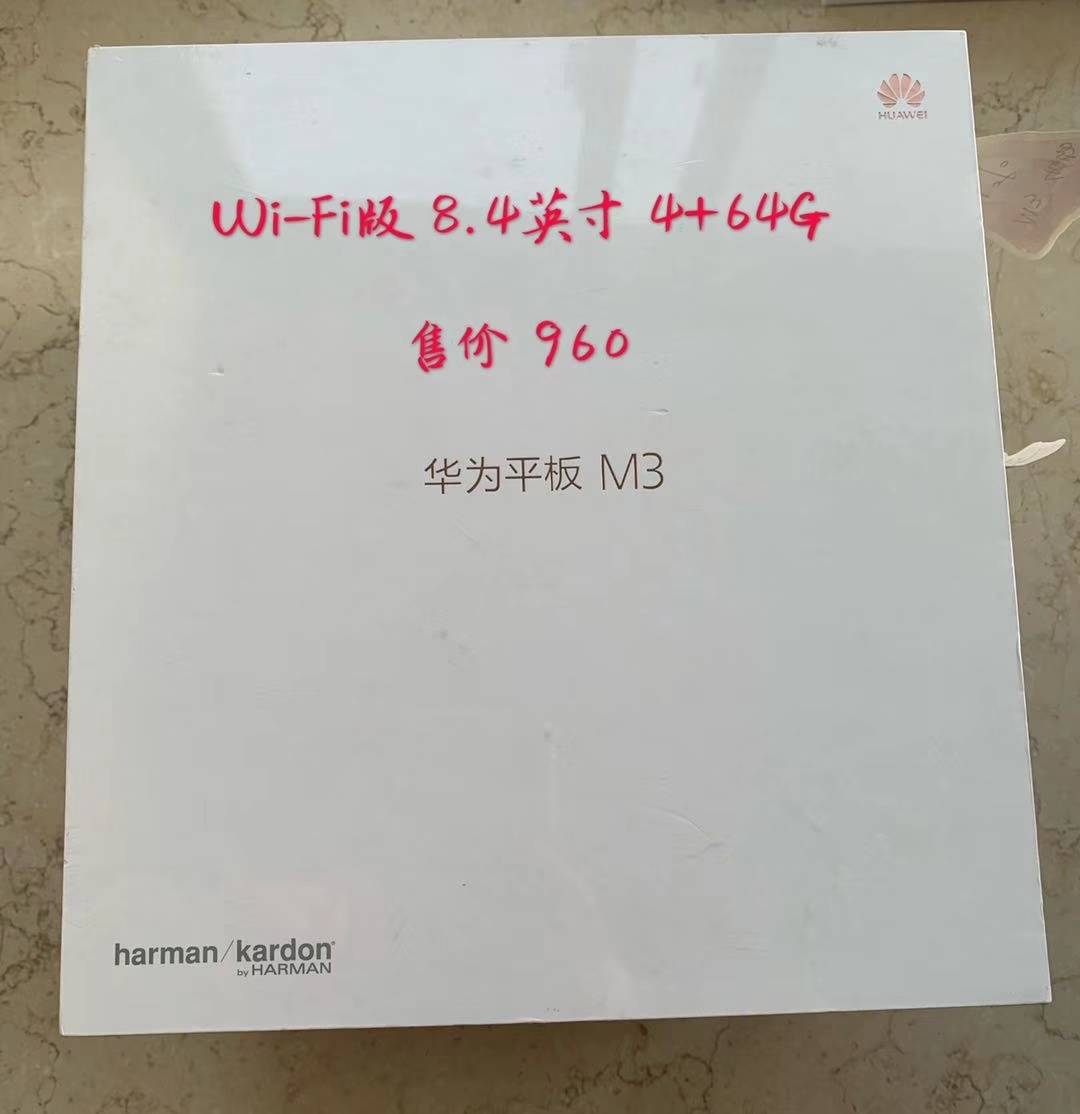 HUAWEI
Wi-Fi版 8.4英寸 4+64G
售价 960
华为平板 M3
harman/kardon®
by HARMAN